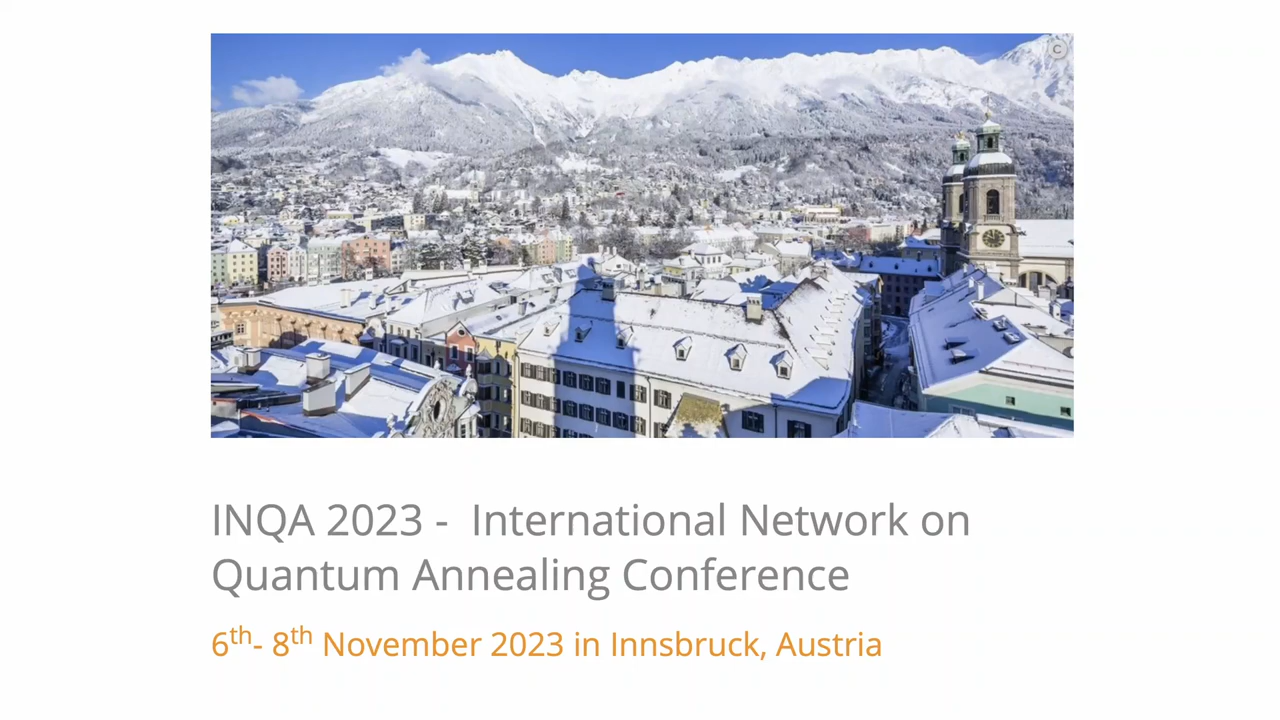 ©
INQA 2023 -  International Network on
Quantum Annealing Conference
6th- 8th November 2023 in Innsbruck, Austria